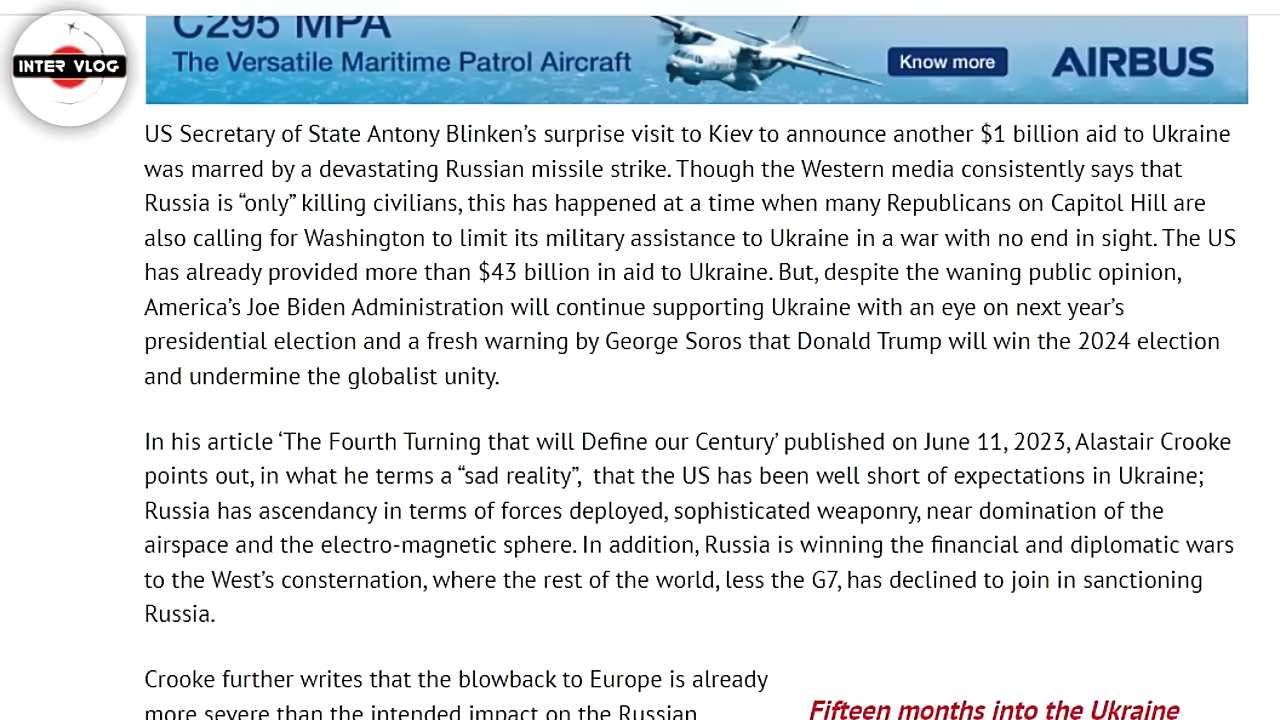 INTER VLOG
C295 MPA
The Versatile Maritime Patrol Aircraft
Know more
AIRBUS
US Secretary of State Antony Blinken’s surprise visit to Kiev to announce another $1 billion aid to Ukraine
was marred by a devastating Russian missile strike. Though the Western media consistently says that
Russia is “only” killing civilians, this has happened at a time when many Republicans on Capitol Hill are
also calling for Washington to limit its military assistance to Ukraine in a war with no end in sight. The US
has already provided more than $43 billion in aid to Ukraine. But, despite the waning public opinion,
America’s Joe Biden Administration will continue supporting Ukraine with an eye on next year’s
presidential election and a fresh warning by George Soros that Donald Trump will win the 2024 election
and undermine the globalist unity.
In his article ‘The Fourth Turning that will Define our Century’ published on June 11, 2023, Alastair Crooke
points out, in what he terms a “sad reality”,  that the US has been well short of expectations in Ukraine;
Russia has ascendancy in terms of forces deployed, sophisticated weaponry, near domination of the
airspace and the electro-magnetic sphere. In addition, Russia is winning the financial and diplomatic wars
to the West’s consternation, where the rest of the world, less the G7, has declined to join in sanctioning
Russia.
Crooke further writes that the blowback to Europe is already
more severe than the intended impact on the Russian
Fifteen months into the Ukraine